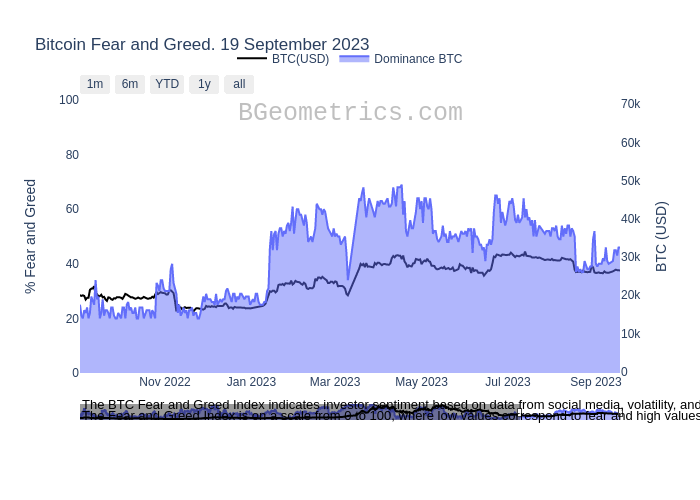 Bitcoin Fear and Greed. 19 September 2023
BTC(USD) Dominance BTC
1m 6m YTD 1y all
BGeometrics.com
100
80
60
40
20
0
% Fear and Greed
70k
60k
50k
40k
30k
20k
10k
0
BTC (USD)
Nov 2022 Jan 2023 Mar 2023 May 2023 Jul 2023 Sep 2023
The BTC Fear and Greed Index indicates investor sentiment based on data from social media, volatility, and
The Fear and Greed Index is on a scale from 0 to 100, where low values correspond to fear and high values